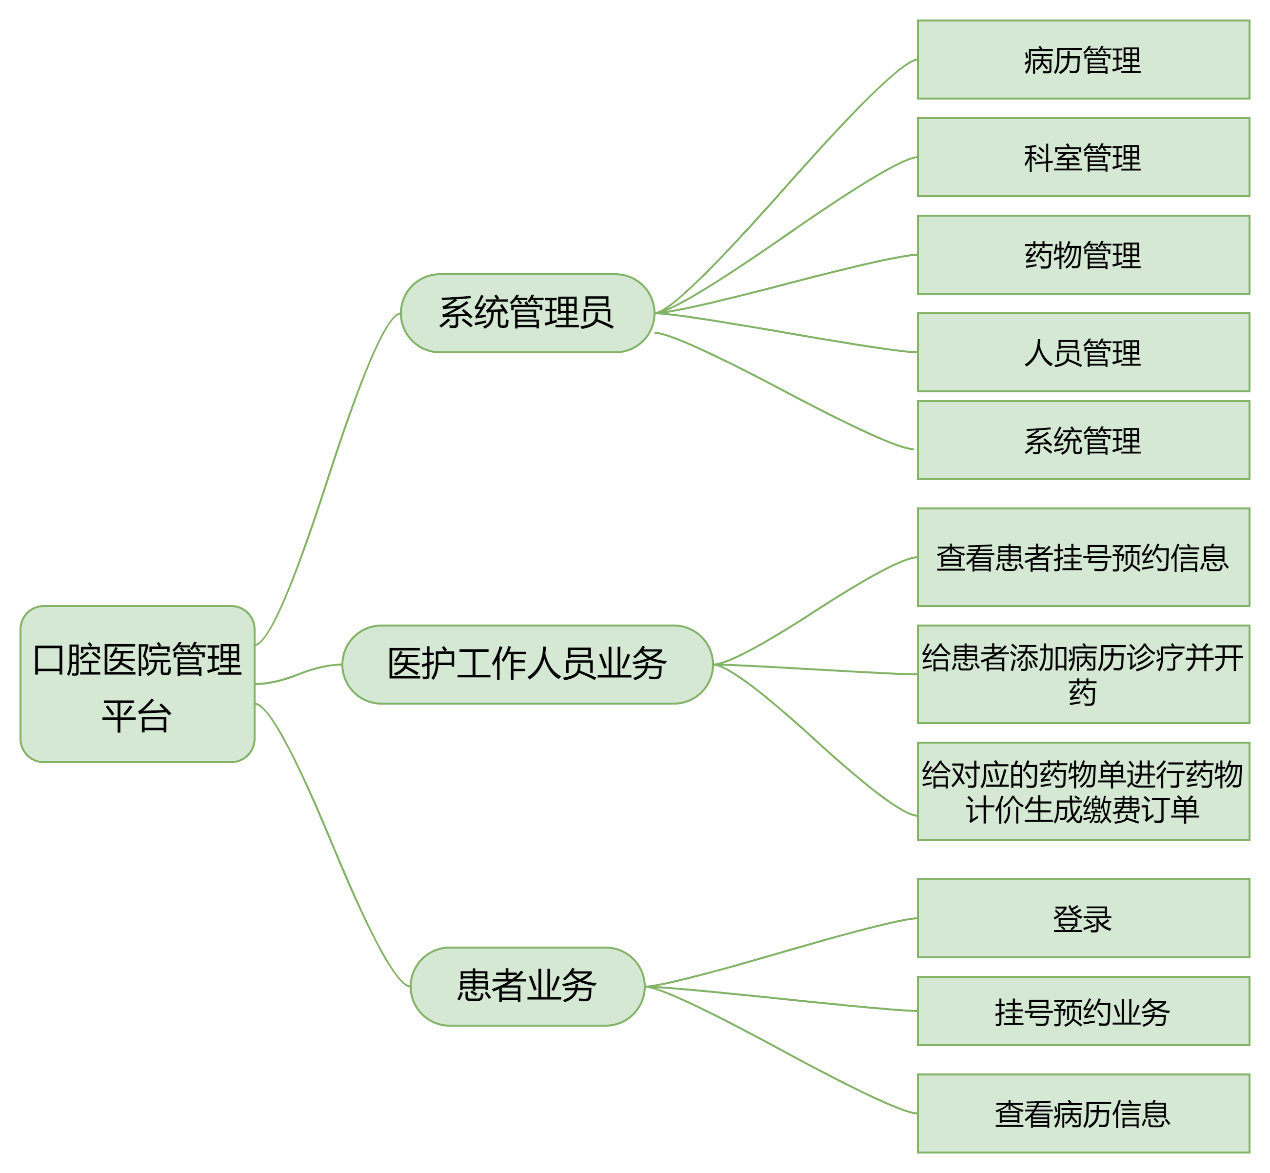 口腔医院管理
平台
系统管理员
病历管理
科室管理
药物管理
人员管理
系统管理
医护工作人员业务
查看患者挂号预约信息
给患者添加病历诊疗并开
药
给对应的药物单进行药物
计价生成缴费订单
患者业务
登录
挂号预约业务
查看病历信息